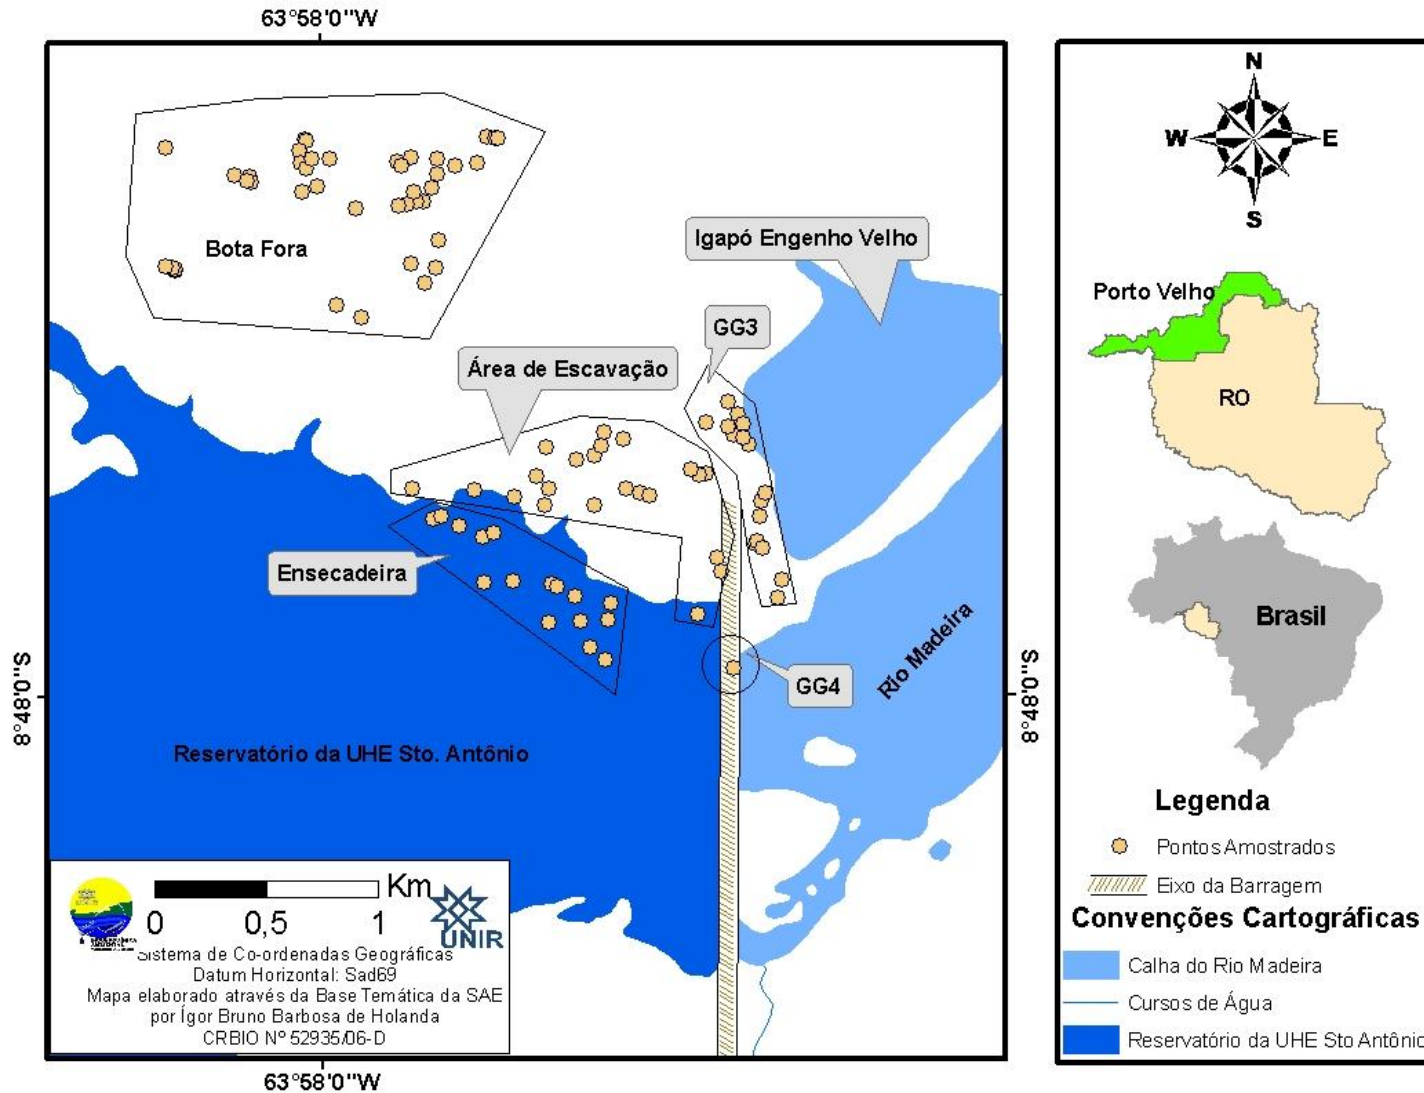 63°58'0"W
N
W
E
S
Bota Fora
Igapó Engenho Velho
GG3
Área de Escavação
Ensecadeira
GG4
Rio Madeira
Reservatório da UHE Sto. Antônio
8°48'0"S
8°48'0"S
Porto Velho
RO
Brasil
Legenda
Pontos Amostrados
Eixo da Barragem
Convenções Cartográficas
Calha do Rio Madeira
Cursos de Água
Reservatório da UHE Sto Antônio
Km
0 0,5 1
UNIR
Sistema de Co-ordenadas Geográficas
Datum Horizontal: Sad69
Mapa elaborado através da Base Temática da SAE
por Ígor Bruno Barbosa de Holanda
CRBIO Nº 52935/06-D
63°58'0"W